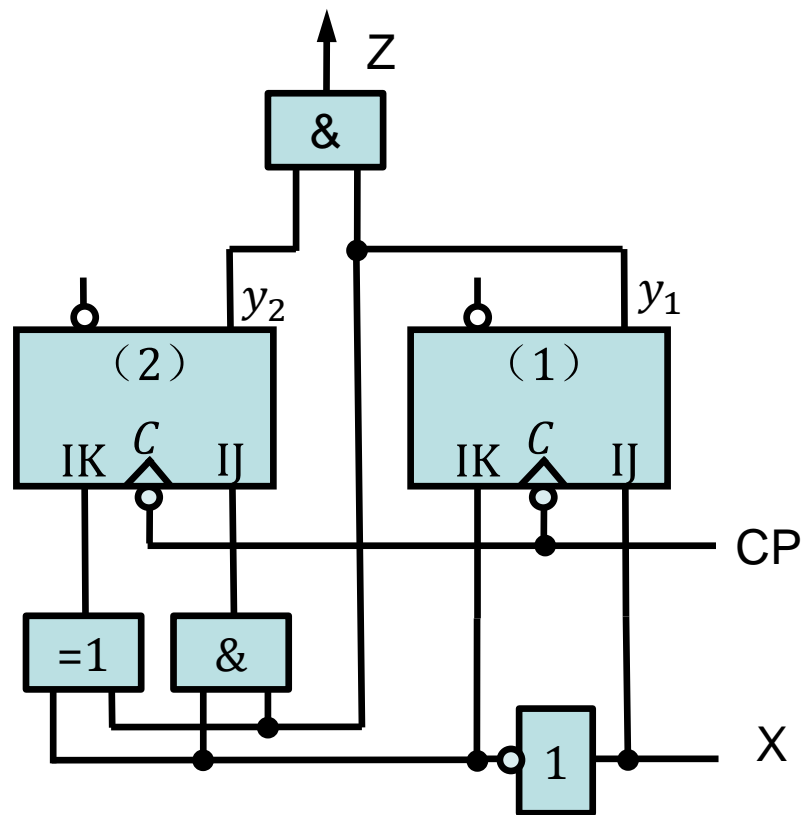 Z
&
y₂
y₁
（2）
（1）
IK C IJ
IK C IJ
CP
=1
&
1
X